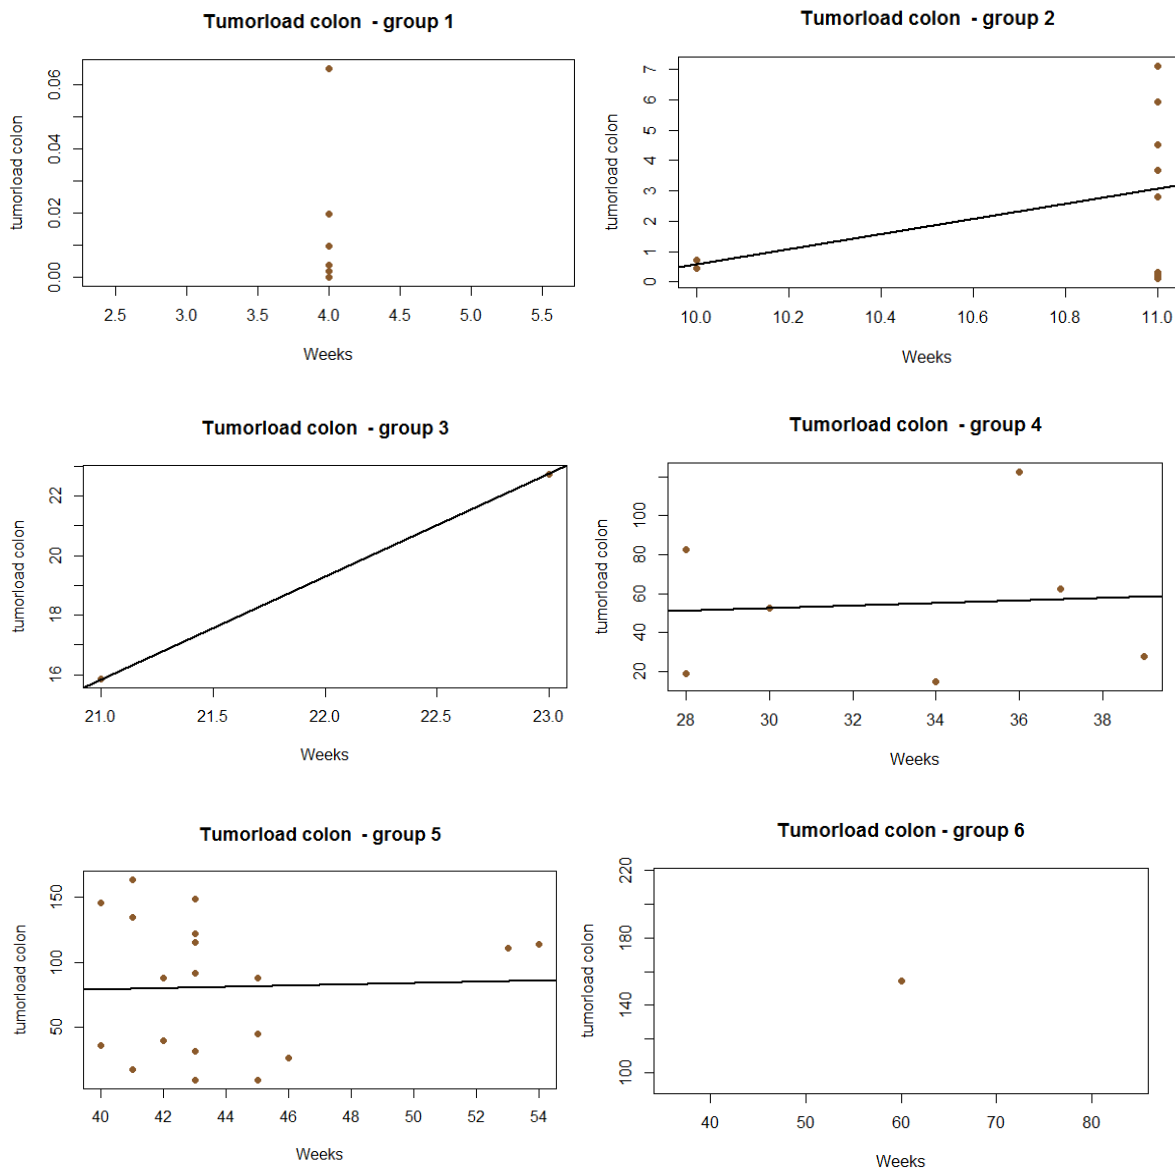 Tumorload colon  - group 1
tumorload colon
0.00 0.02 0.04 0.06
2.5 3.0 3.5 4.0 4.5 5.0 5.5
Weeks
Tumorload colon  - group 2
tumorload colon
0 1 2 3 4 5 6 7
10.0 10.2 10.4 10.6 10.8 11.0
Weeks
Tumorload colon  - group 3
tumorload colon
16 18 20 22
21.0 21.5 22.0 22.5 23.0
Weeks
Tumorload colon  - group 4
tumorload colon
20 40 60 80 100
28 30 32 34 36 38
Weeks
Tumorload colon  - group 5
tumorload colon
50 100 150
40 42 44 46 48 50 52 54
Weeks
Tumorload colon - group 6
tumorload colon
100 140 180 220
40 50 60 70 80
Weeks